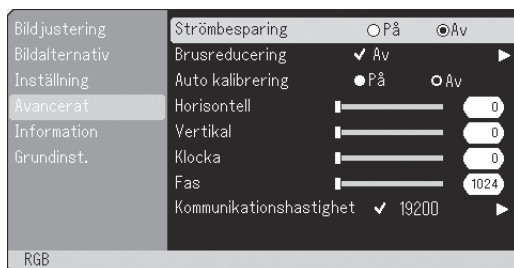 Bildjustering
Bildalternativ
Inställning
Avancerat
Information
Grundinst.
Strömbesparing På Av
Brusreducering Av
Auto kalibrering På Av
Horisontell 0
Vertikal 0
Klocka 0
Fas 1024
Kommunikationshastighet 19200
RGB